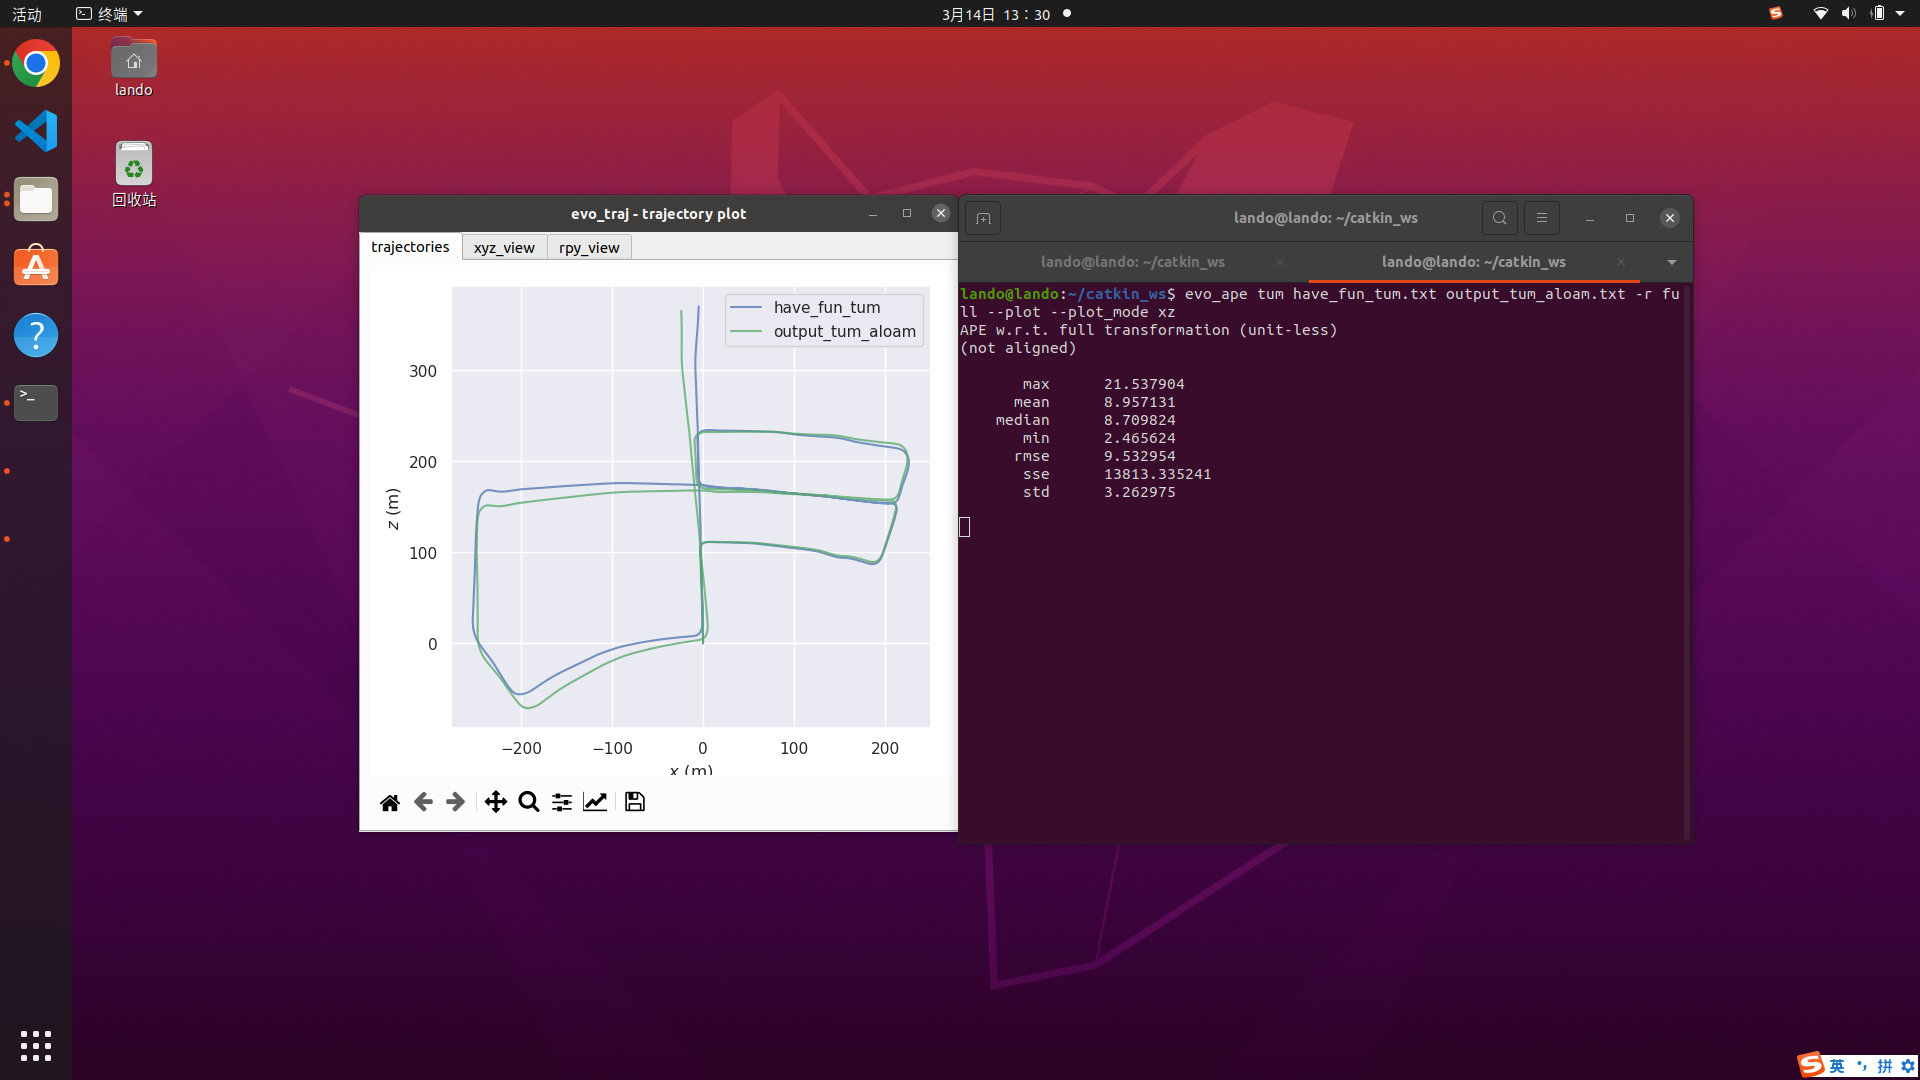 活动
终端
3月14日 13：30
lando
回收站
evo_traj - trajectory plot
trajectories
xyz_view
rpy_view
have_fun_tum
output_tum_aloam
300
200
100
0
z (m)
−200
−100
0
100
200
x (m)
lando@lando: ~/catkin_ws
lando@lando: ~/catkin_ws
lando@lando: ~/catkin_ws
lando@lando:~/catkin_ws$ evo_ape tum have_fun_tum.txt output_tum_aloam.txt -r fu
ll --plot --plot_mode xz
APE w.r.t. full transformation (unit-less)
(not aligned)
max 21.537904
mean 8.957131
median 8.709824
min 2.465624
rmse 9.532954
sse 13813.335241
std 3.262975
英 拼